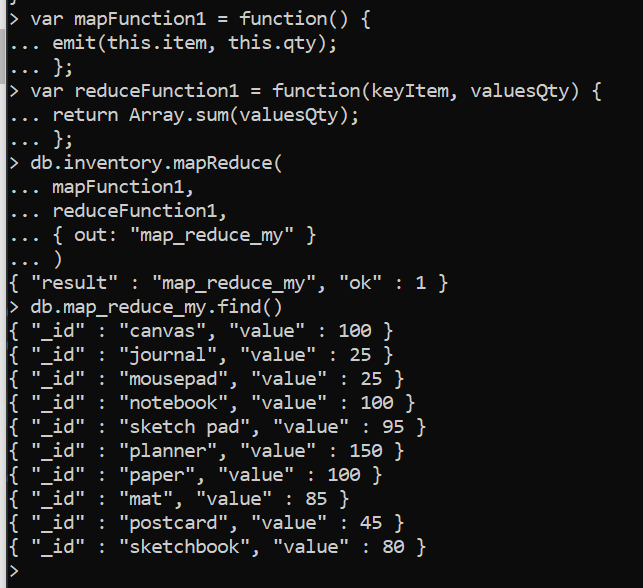 > var mapFunction1 = function() {
... emit(this.item, this.qty);
... };
> var reduceFunction1 = function(keyItem, valuesQty) {
... return Array.sum(valuesQty);
... };
> db.inventory.mapReduce(
... mapFunction1,
... reduceFunction1,
... { out: "map_reduce_my" }
... )
{ "result" : "map_reduce_my", "ok" : 1 }
> db.map_reduce_my.find()
{ "_id" : "canvas", "value" : 100 }
{ "_id" : "journal", "value" : 25 }
{ "_id" : "mousepad", "value" : 25 }
{ "_id" : "notebook", "value" : 100 }
{ "_id" : "sketch pad", "value" : 95 }
{ "_id" : "planner", "value" : 150 }
{ "_id" : "paper", "value" : 100 }
{ "_id" : "mat", "value" : 85 }
{ "_id" : "postcard", "value" : 45 }
{ "_id" : "sketchbook", "value" : 80 }
>